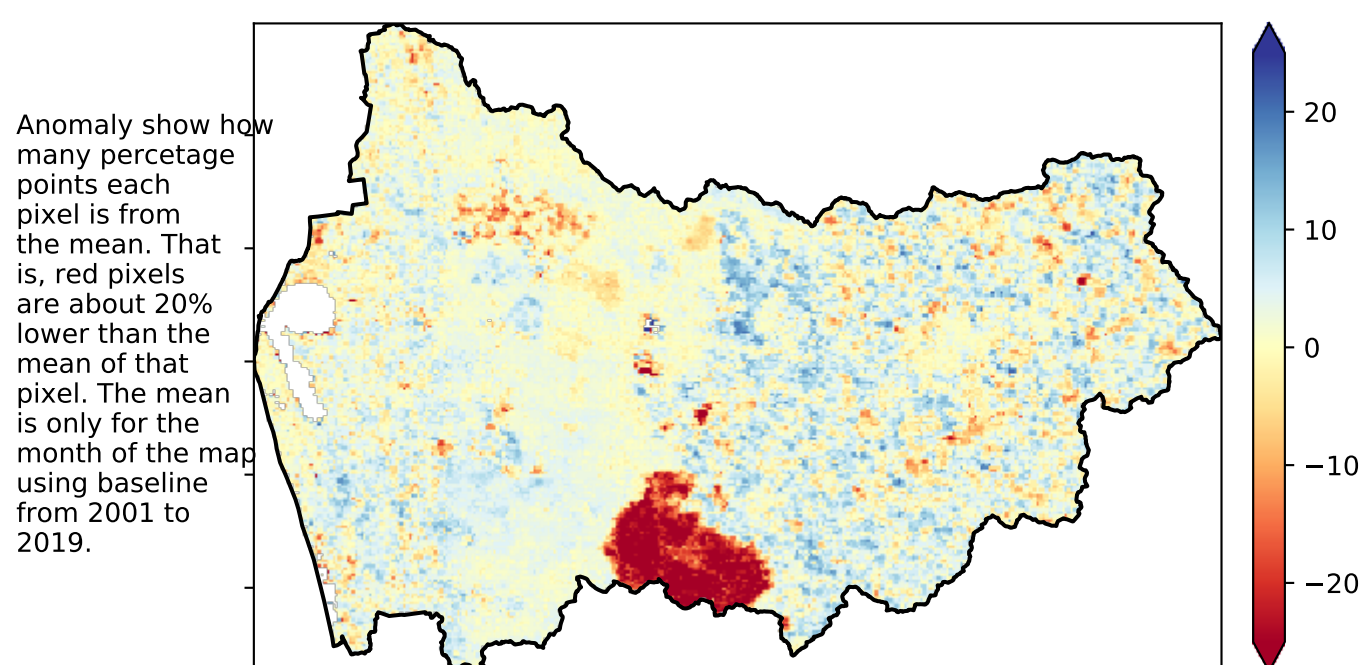 Anomaly show how
many percetage
points each
pixel is from
the mean. That
is, red pixels
are about 20%
lower than the
mean of that
pixel. The mean
is only for the
month of the map
using baseline
from 2001 to
2019.
20
10
0
−10
−20